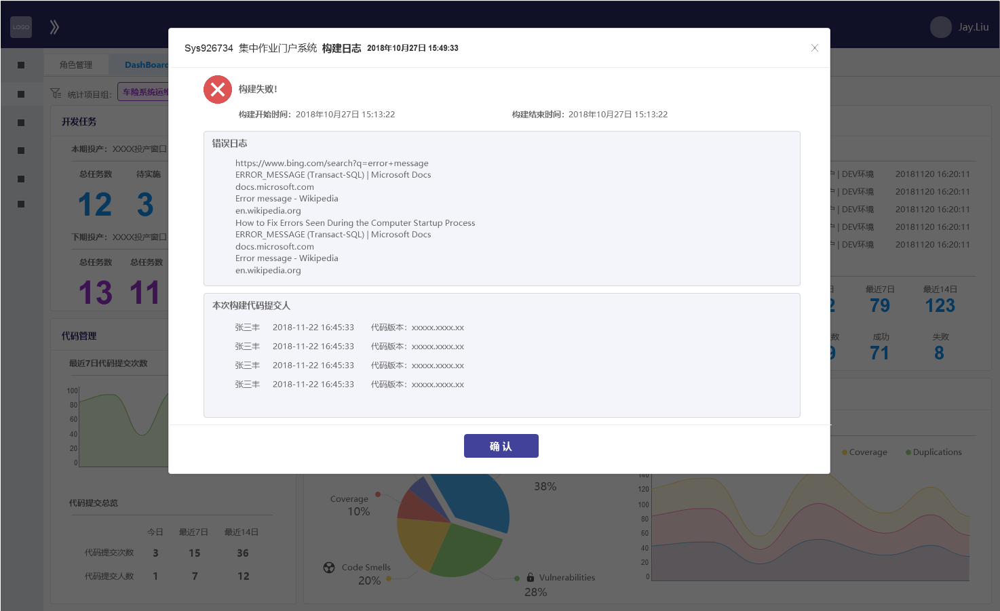 LOGO
Jay.Liu
Sys926734 集中作业门户系统 构建日志 2018年10月27日 15:49:33
角色管理 DashBoard
统计项目组： 车险系统运维
构建失败！
构建开始时间：2018年10月27日 15:13:22 构建结束时间：2018年10月27日 15:13:22
错误日志
https://www.bing.com/search?q=error+message
ERROR_MESSAGE (Transact-SQL) | Microsoft Docs
docs.microsoft.com
Error message - Wikipedia
en.wikipedia.org
How to Fix Errors Seen During the Computer Startup Process
ERROR_MESSAGE (Transact-SQL) | Microsoft Docs
docs.microsoft.com
Error message - Wikipedia
en.wikipedia.org
本次构建代码提交人
张三丰 2018-11-22 16:45:33 代码版本：xxxxx.xxxx.xx
张三丰 2018-11-22 16:45:33 代码版本：xxxxx.xxxx.xx
张三丰 2018-11-22 16:45:33 代码版本：xxxxx.xxxx.xx
张三丰 2018-11-22 16:45:33 代码版本：xxxxx.xxxx.xx
确 认
开发任务
本期投产：XXXX投产窗口
总任务数 待实施
12 3
下期投产：XXXX投产窗口
总任务数 总任务数
13 11
代码管理
最近7日代码提交次数
100
80
60
40
20
0
代码提交总览
今日 最近7日 最近14日
代码提交次数 3 15 36
代码提交人数 1 7 12
户 | DEV环境 20181120 16:20:11
户 | DEV环境 20181120 16:20:11
户 | DEV环境 20181120 16:20:11
户 | DEV环境 20181120 16:20:11
户 | DEV环境 20181120 16:20:11
日 最近7日 最近14日
2 79 123
数 成功 失败
9 71 8
38%
Coverage
10%
Code Smells
20%
Vulnerabilities
28%
Coverage Duplications
140
120
100
80
60
40
20
0